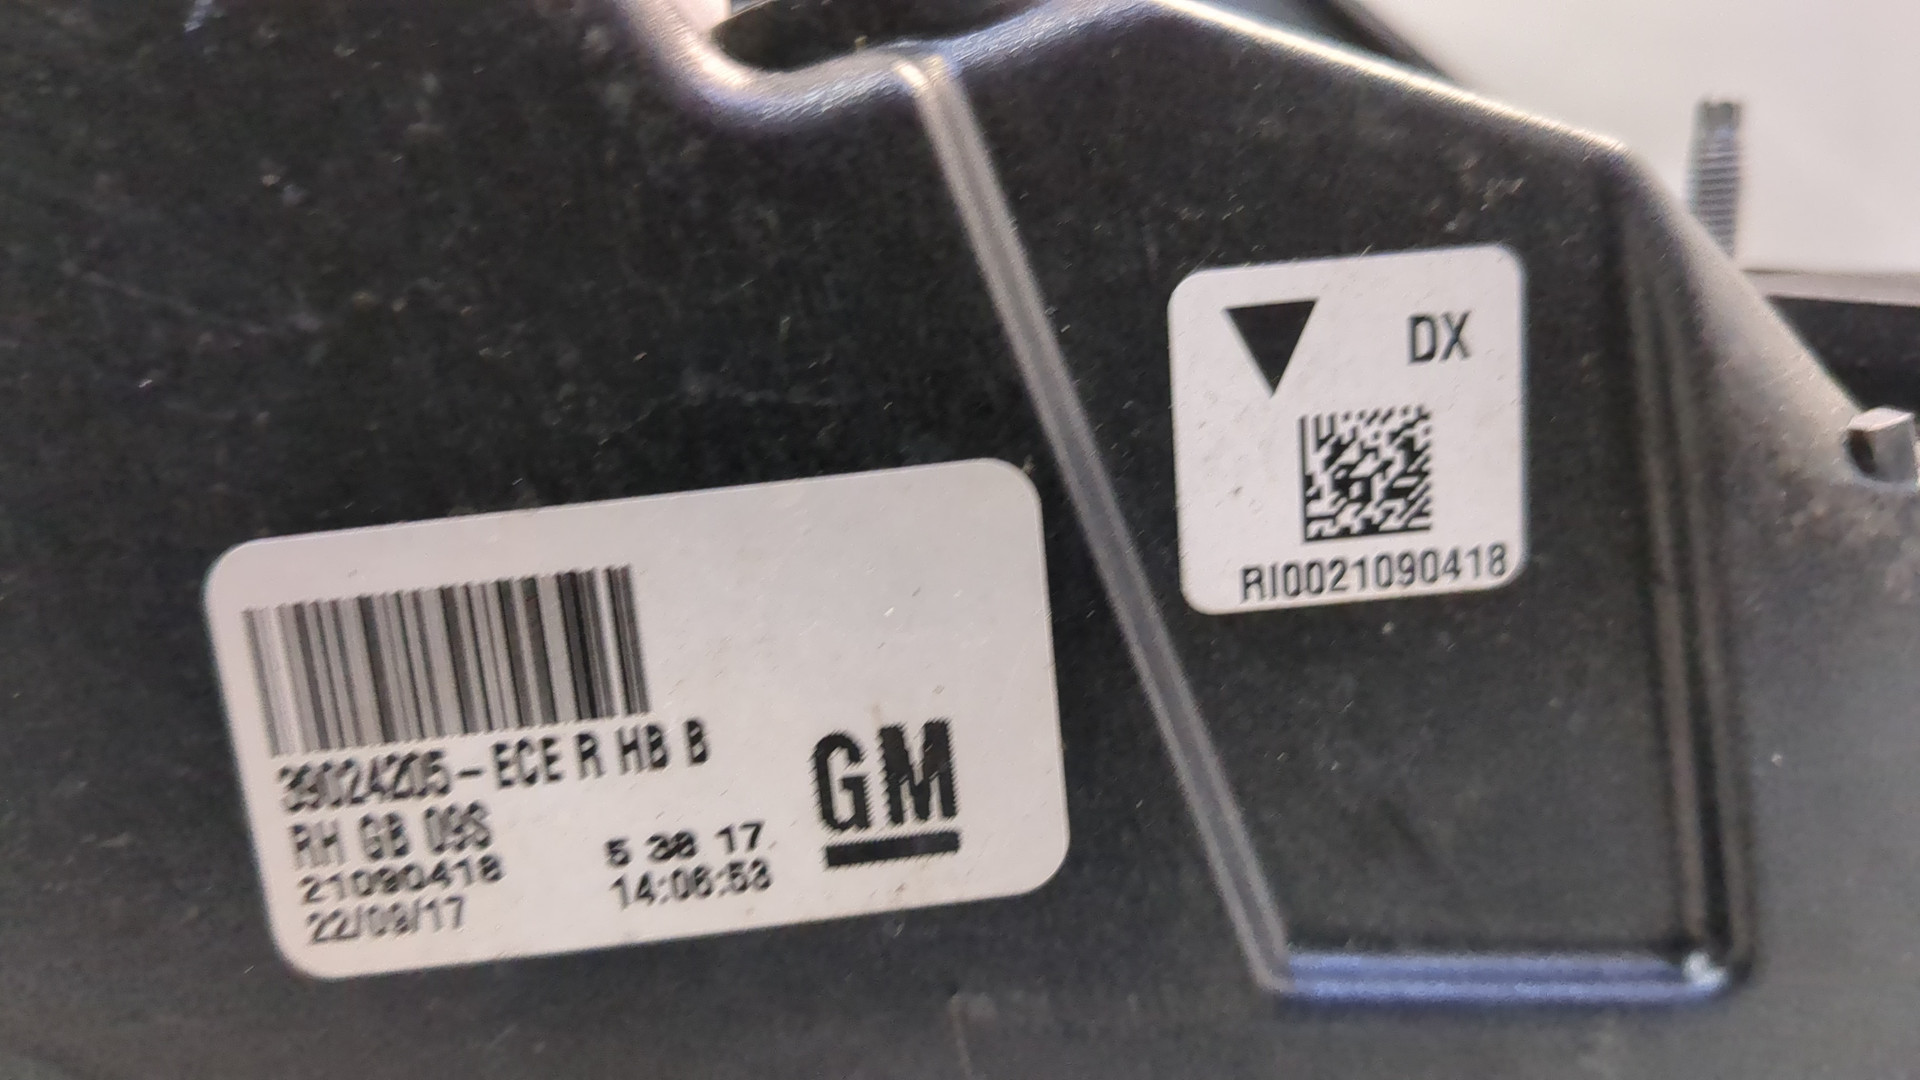 DX
RI0021090418
39024205-ECE R HB B
RH GB 09S
21090418
22/09/17
5 38 17
14:06:53
GM